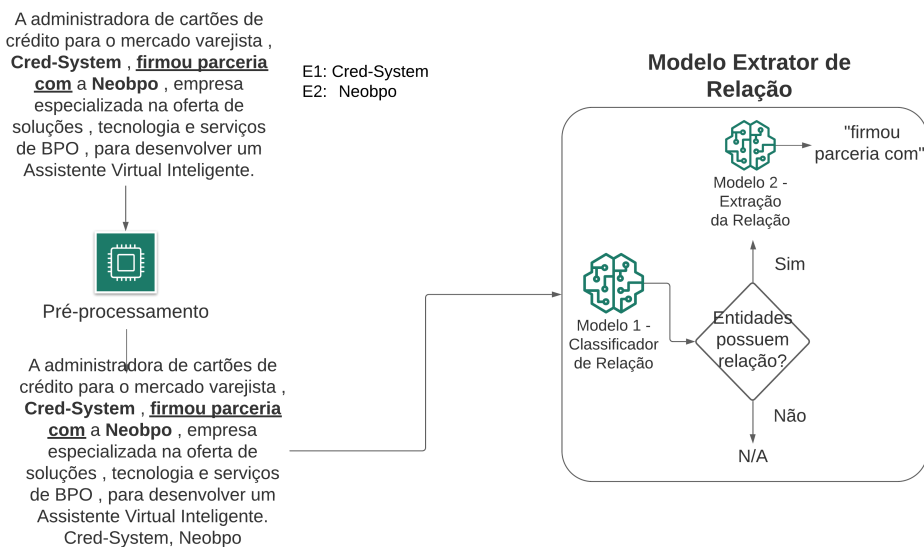 A administradora de cartões de
crédito para o mercado varejista ,
Cred-System , firmou parceria
com a Neobpo , empresa
especializada na oferta de
soluções , tecnologia e serviços
de BPO , para desenvolver um
Assistente Virtual Inteligente.
E1: Cred-System
E2: Neobpo
Pré-processamento
A administradora de cartões de
crédito para o mercado varejista ,
Cred-System , firmou parceria
com a Neobpo , empresa
especializada na oferta de
soluções , tecnologia e serviços
de BPO , para desenvolver um
Assistente Virtual Inteligente.
Cred-System, Neobpo
Modelo Extrator de
Relação
Modelo 1 -
Classificador
de Relação
Entidades
possuem
relação?
Sim
Modelo 2 -
Extração
da Relação
"firmou
parceria com"
Não
N/A